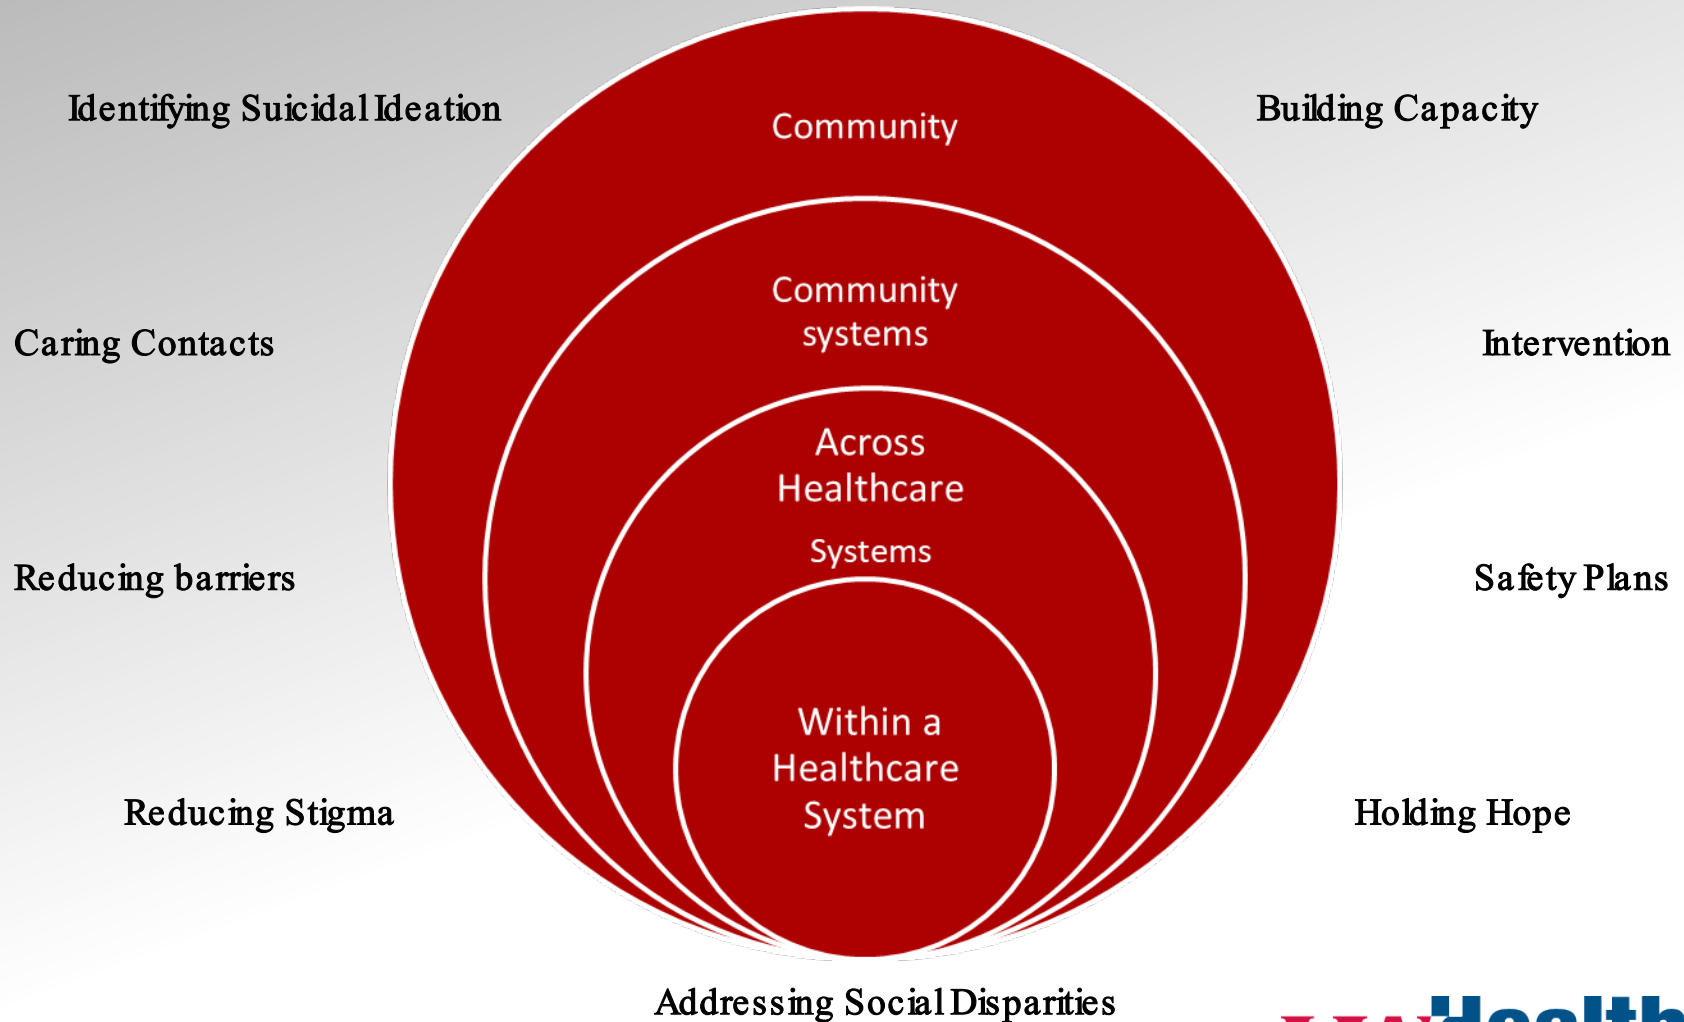 Identifying Suicidal Ideation
Building Capacity
Community
Community
systems
Caring Contacts
Intervention
Across
Healthcare
Systems
Reducing barriers
Safety Plans
Within a
Healthcare
System
Reducing Stigma
Holding Hope
Addressing Social Disparities
UWHealth